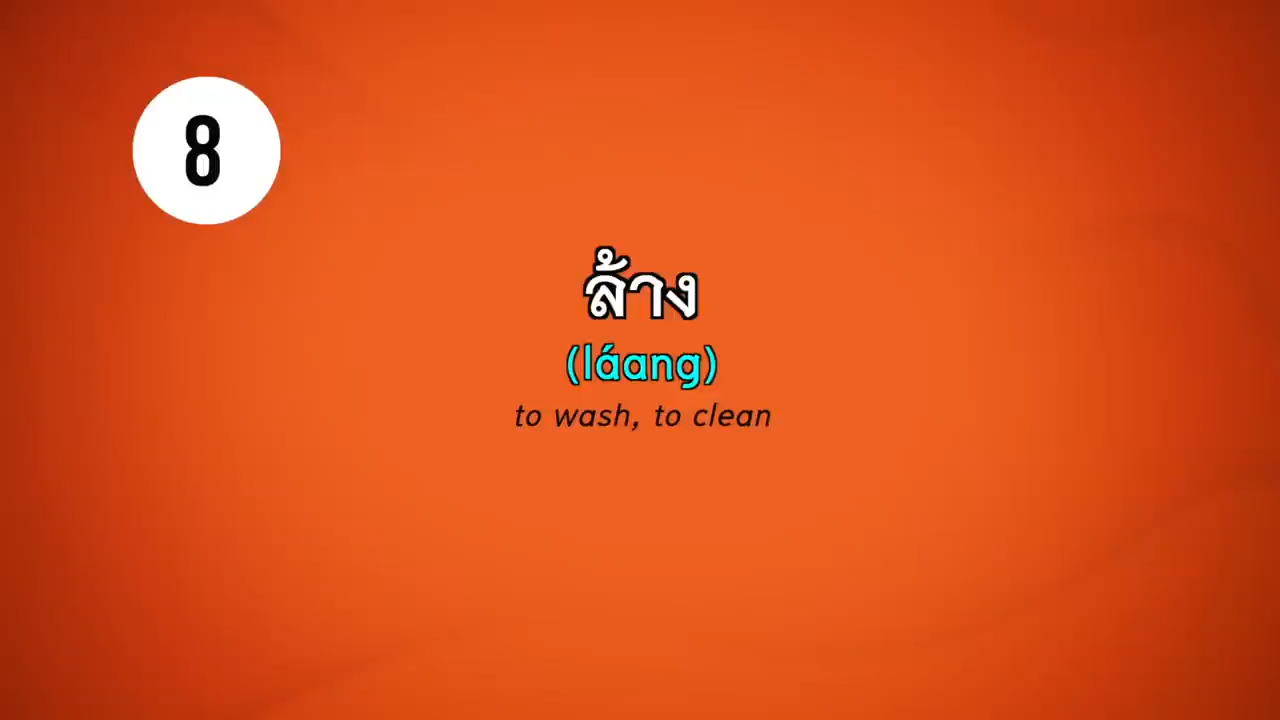 8
ล้าง
(láang)
to wash, to clean